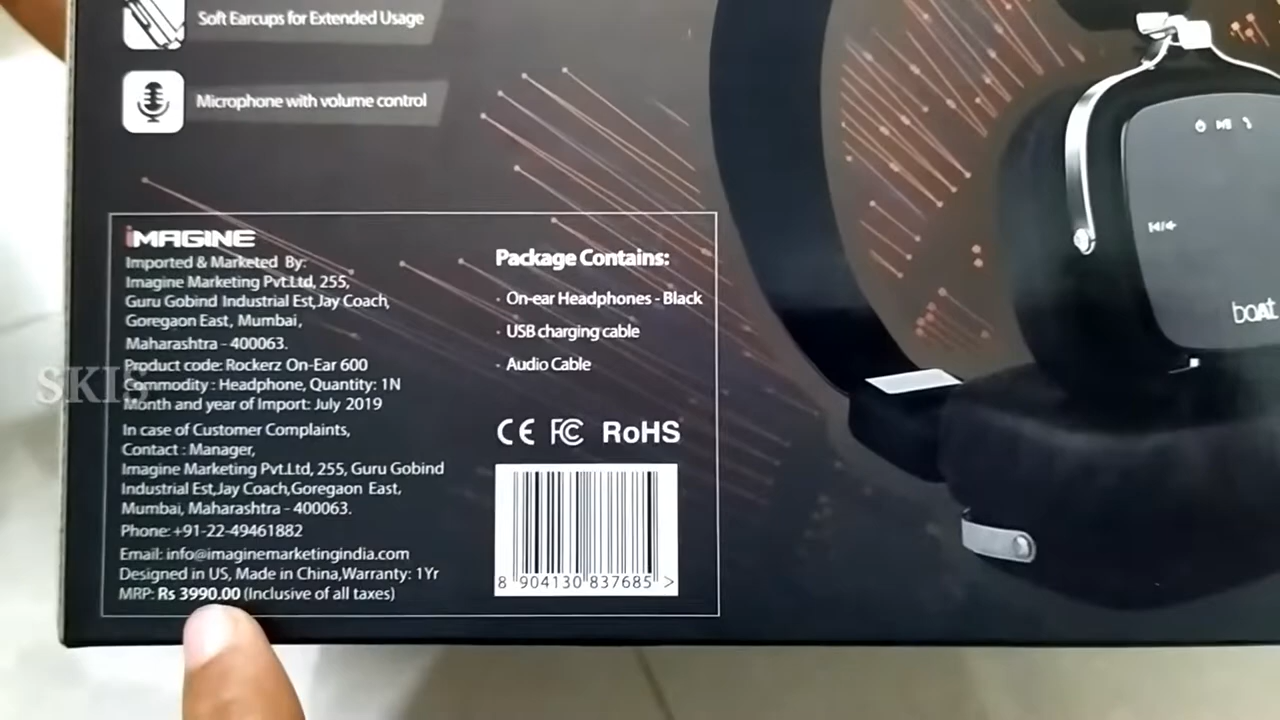 Soft Earcups for Extended Usage
Microphone with volume control
iMAGINE
Imported & Marketed By:
Imagine Marketing Pvt.Ltd, 255,
Guru Gobind Industrial Est,Jay Coach,
Goregaon East, Mumbai,
Maharashtra - 400063.
Product code: Rockerz On-Ear 600
Commodity : Headphone, Quantity: 1N
Month and year of Import: July 2019
In case of Customer Complaints,
Contact : Manager,
Imagine Marketing Pvt.Ltd, 255, Guru Gobind
Industrial Est,Jay Coach,Goregaon East,
Mumbai, Maharashtra - 400063.
Phone: +91-22-49461882
Email: info@imaginemarketingindia.com
Designed in US, Made in China,Warranty: 1Yr
MRP: Rs 3990.00 (Inclusive of all taxes)
Package Contains:
· On-ear Headphones - Black
· USB charging cable
· Audio Cable
CE FC RoHS
8 904130 837685 >
boAt
SKIS